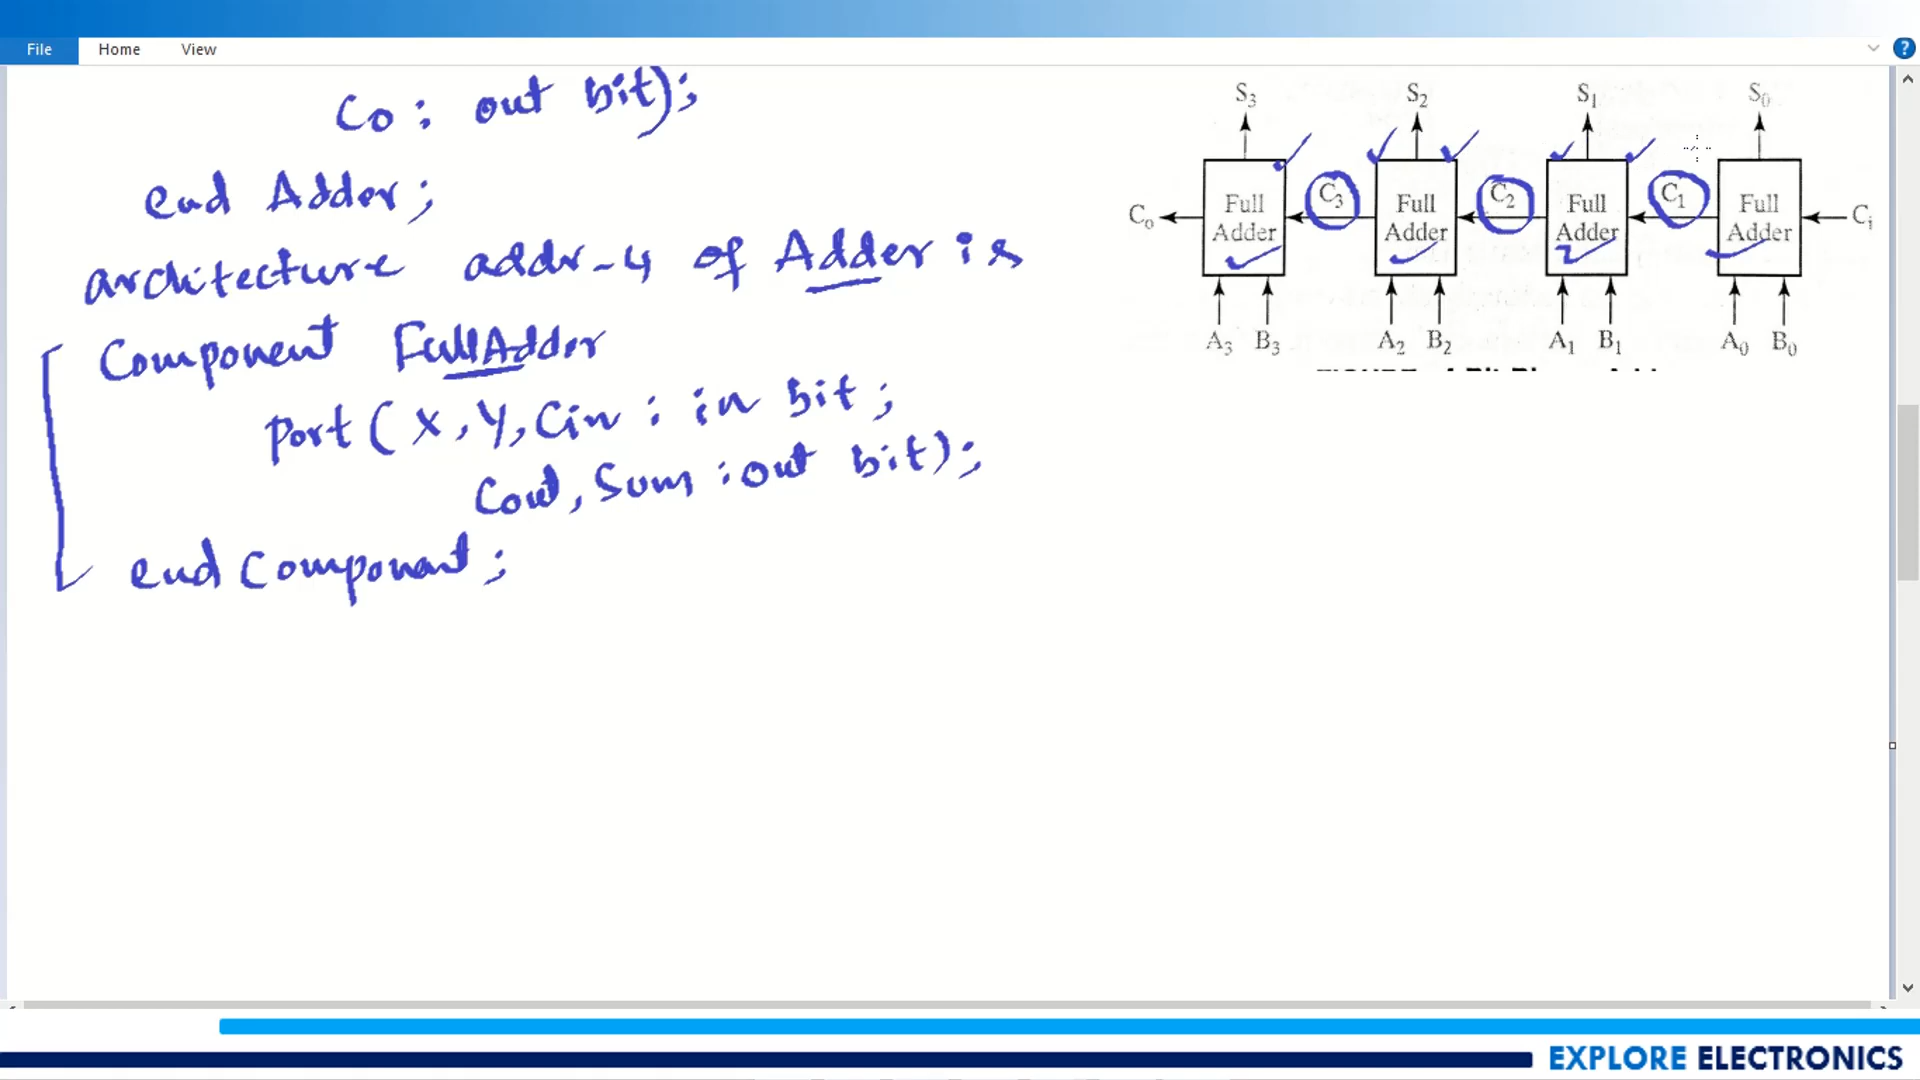 File Home View
Co : out bit);
end Adder;
architecture addr_4 of Adder is
Component FullAdder
port ( X, Y, Cin : in bit;
Cout, Sum : out bit);
end Component;
S3 S2 S1 S0
C3 C2 C1
Co Full Adder Full Adder Full Adder Full Adder Ci
A3 B3 A2 B2 A1 B1 A0 B0
EXPLORE ELECTRONICS